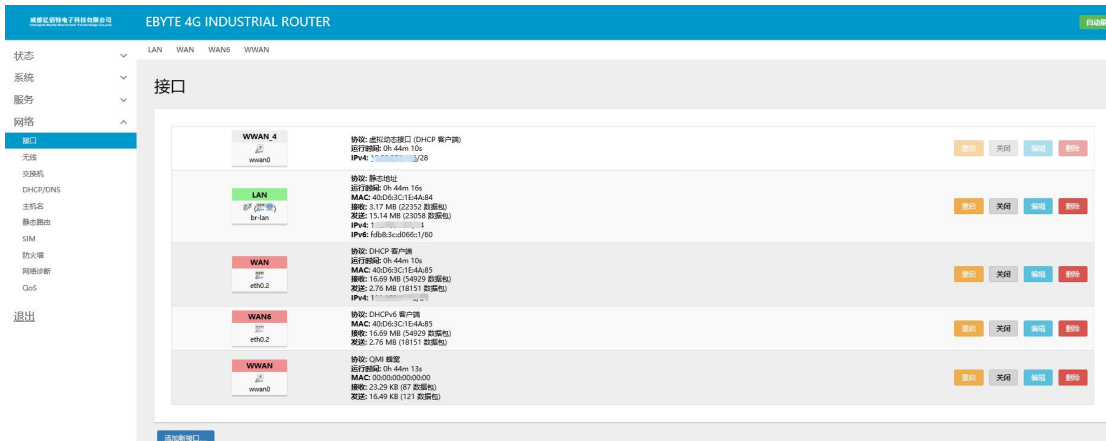 成都亿佰特电子科技有限公司
EBYTE 4G INDUSTRIAL ROUTER
状态
系统
服务
网络
接口
无线
交换机
DHCP/DNS
主机名
静态路由
SIM
防火墙
网络诊断
QoS
退出
LAN WAN WAN6 WWAN
接口
WWAN_4
wwan0
协议: 虚拟动态接口 (DHCP 客户端)
运行时间: 0h 44m 10s
IPv4: /28
重启 关闭 编辑 删除
LAN
br-lan
协议: 静态地址
运行时间: 0h 44m 16s
MAC: 40:D6:3C:1E:4A:84
接收: 3.17 MB (22352 数据包)
发送: 15.14 MB (23058 数据包)
IPv4:
IPv6: fdb8:3c:d066::1/60
重启 关闭 编辑 删除
WAN
eth0.2
协议: DHCP 客户端
运行时间: 0h 44m 10s
MAC: 40:D6:3C:1E:4A:85
接收: 16.69 MB (54929 数据包)
发送: 2.76 MB (18151 数据包)
IPv4:
重启 关闭 编辑 删除
WAN6
eth0.2
协议: DHCPv6 客户端
MAC: 40:D6:3C:1E:4A:85
接收: 16.69 MB (54929 数据包)
发送: 2.76 MB (18151 数据包)
重启 关闭 编辑 删除
WWAN
wwan0
协议: QMI 蜂窝
运行时间: 0h 44m 13s
MAC: 00:00:00:00:00:00
接收: 23.29 KB (87 数据包)
发送: 16.49 KB (121 数据包)
重启 关闭 编辑 删除
添加新接口...